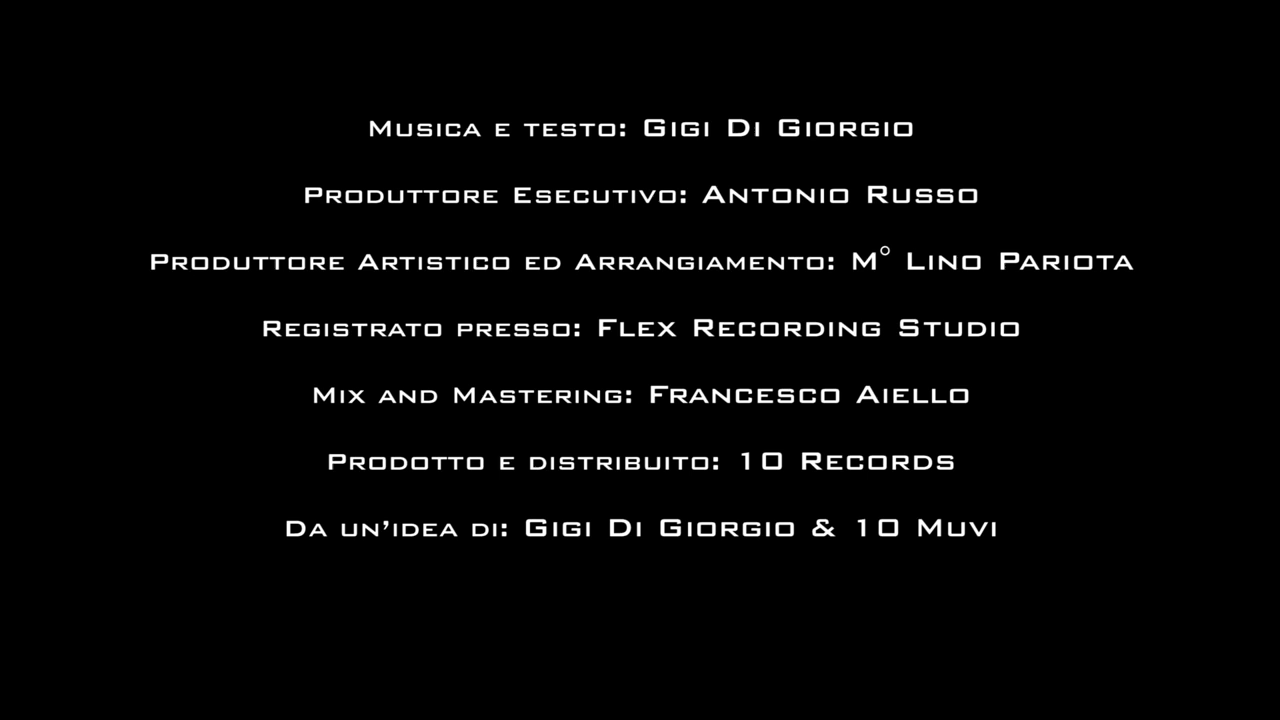 Musica e testo: Gigi Di Giorgio
Produttore Esecutivo: Antonio Russo
Produttore Artistico ed Arrangiamento: M° Lino Pariota
Registrato presso: Flex Recording Studio
Mix and Mastering: Francesco Aiello
Prodotto e distribuito: 10 Records
Da un’idea di: Gigi Di Giorgio & 10 Muvi